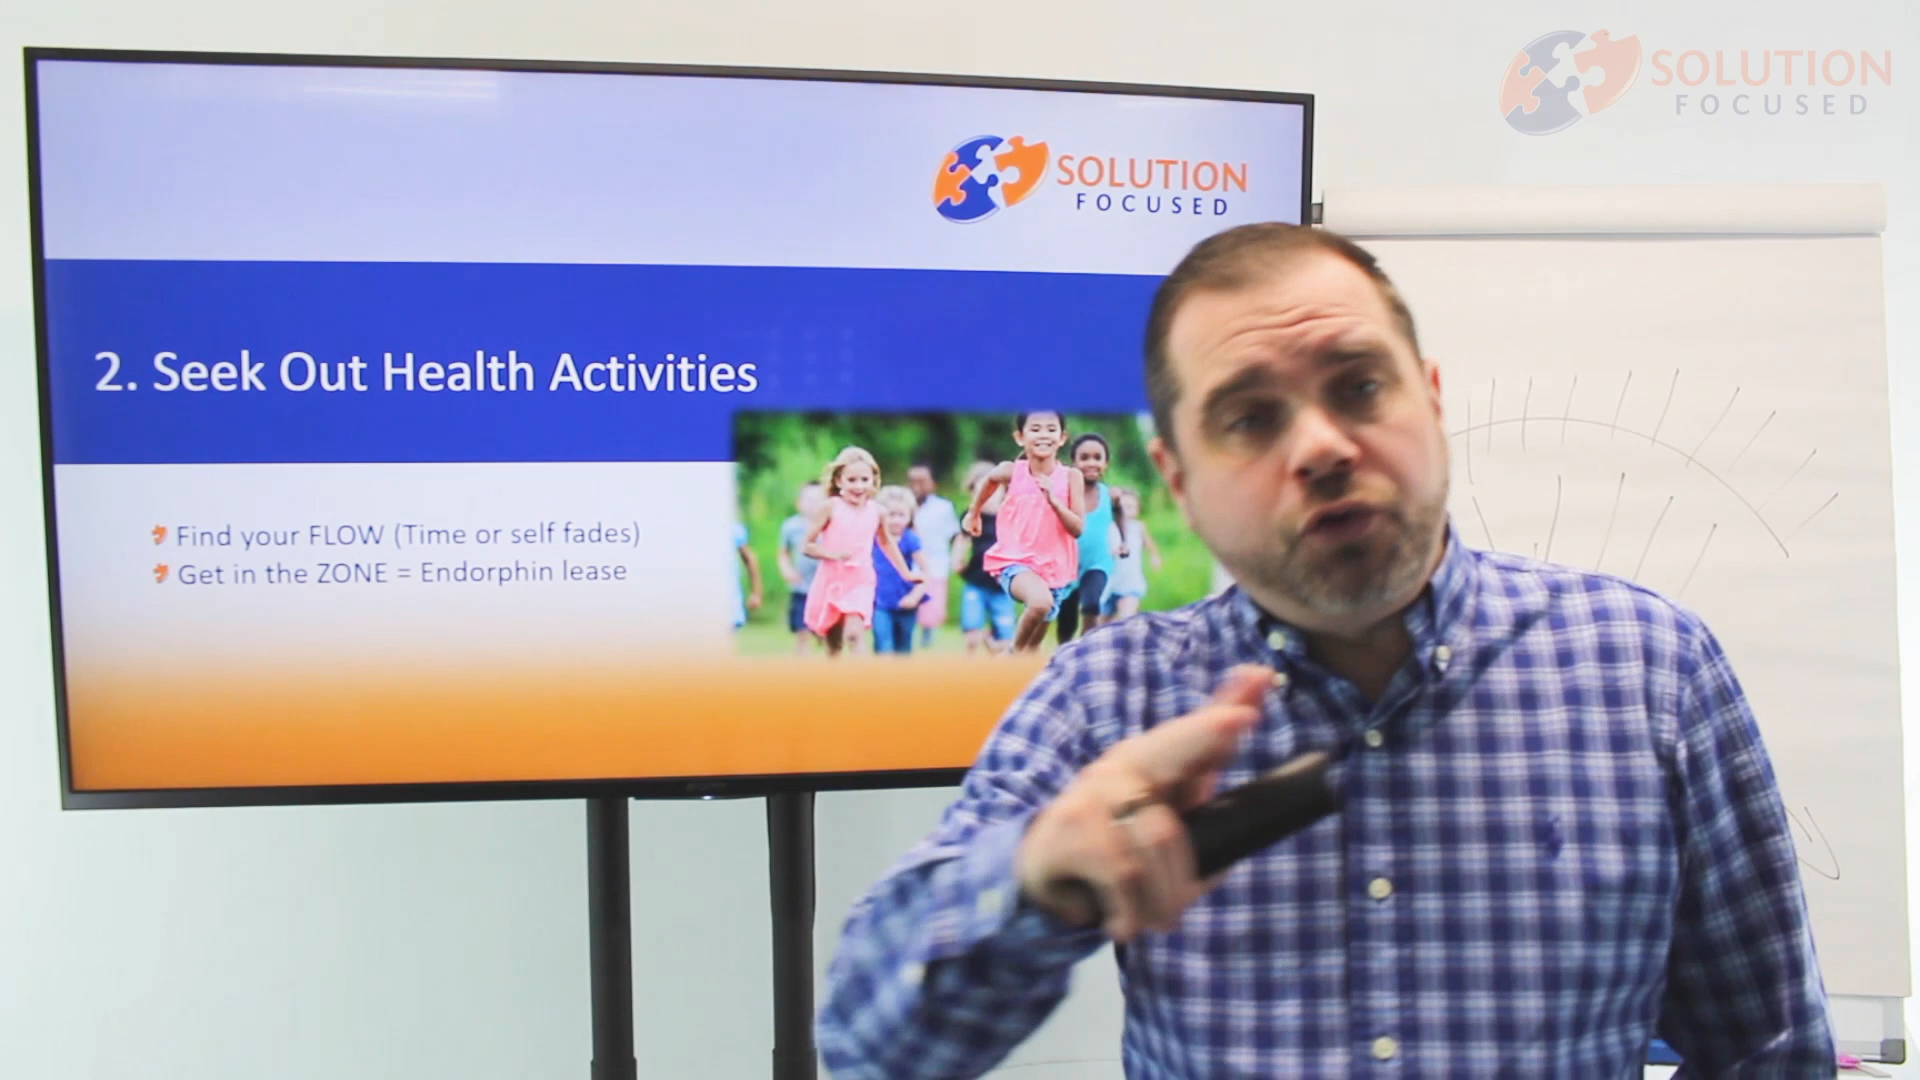 SOLUTION
FOCUSED
SOLUTION
FOCUSED
2. Seek Out Health Activities
Find your FLOW (Time or self fades)
Get in the ZONE = Endorphin lease